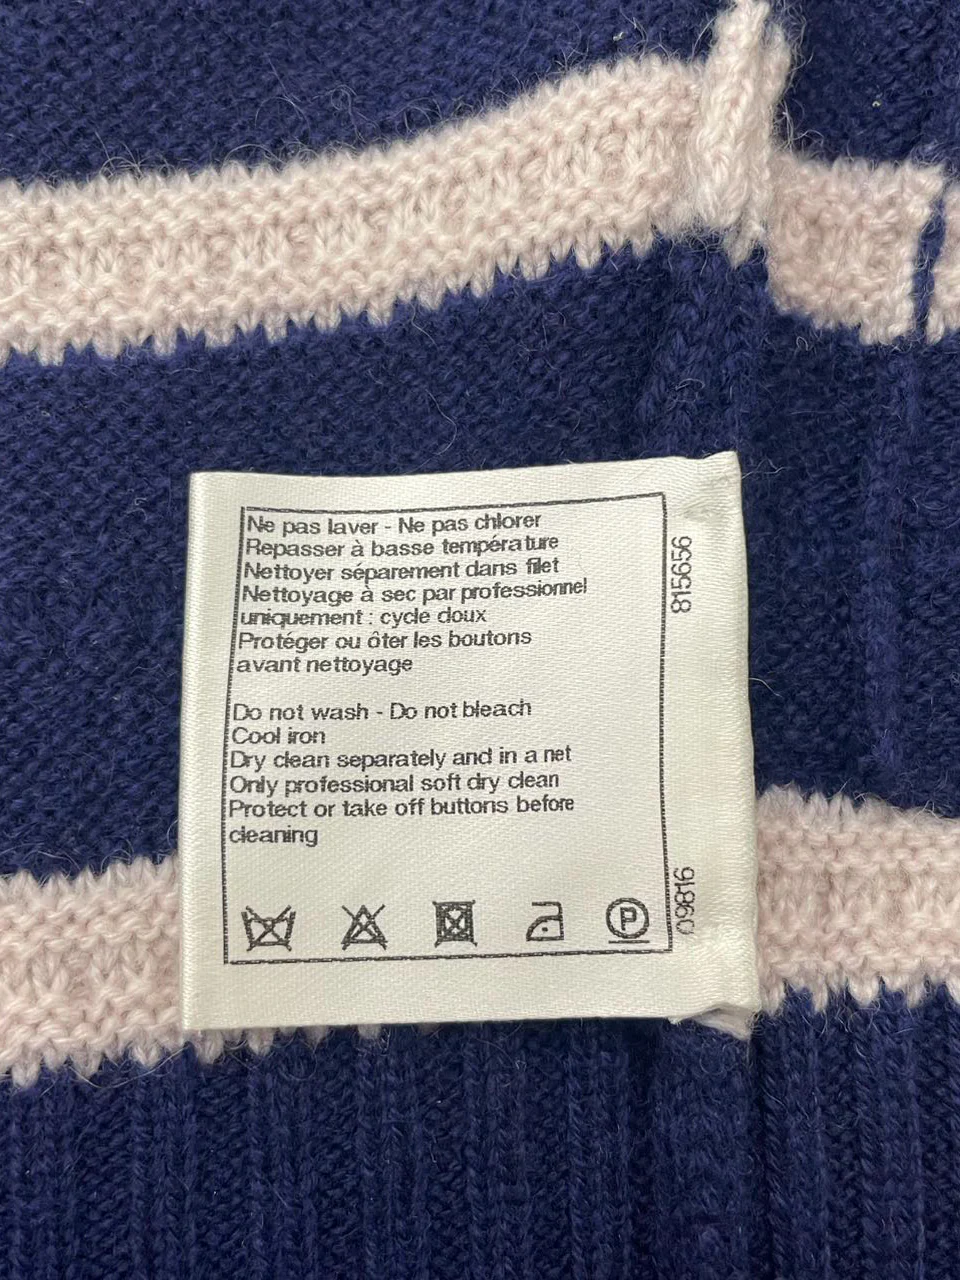 Ne pas laver - Ne pas chlorer
Repasser à basse température
Nettoyer séparement dans filet
Nettoyage à sec par professionnel
uniquement : cycle doux
Protéger ou ôter les boutons
avant nettoyage
Do not wash - Do not bleach
Cool iron
Dry clean separately and in a net
Only professional soft dry clean
Protect or take off buttons before
cleaning
P
815656
09816